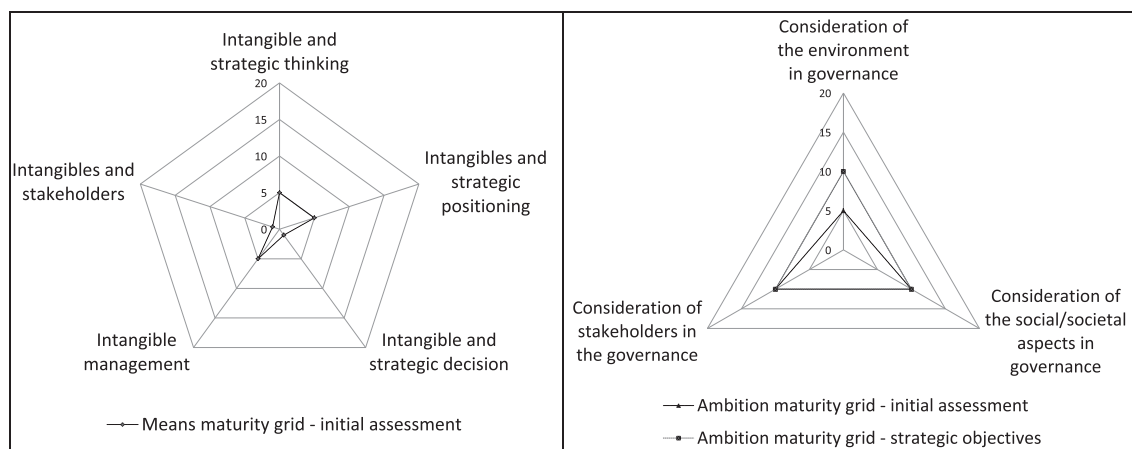 Intangible and
strategic thinking
20
15
10
5
0
Intangibles and
strategic
positioning
Intangible and
strategic decision
Intangible
management
Intangibles and
stakeholders
Means maturity grid - initial assessment
Consideration of
the environment
in governance
20
15
10
5
0
Consideration of
the social/societal
aspects in
governance
Consideration of
stakeholders in
the governance
Ambition maturity grid - initial assessment
Ambition maturity grid - strategic objectives